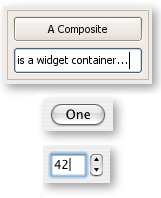 A Composite
is a widget container...
One
42